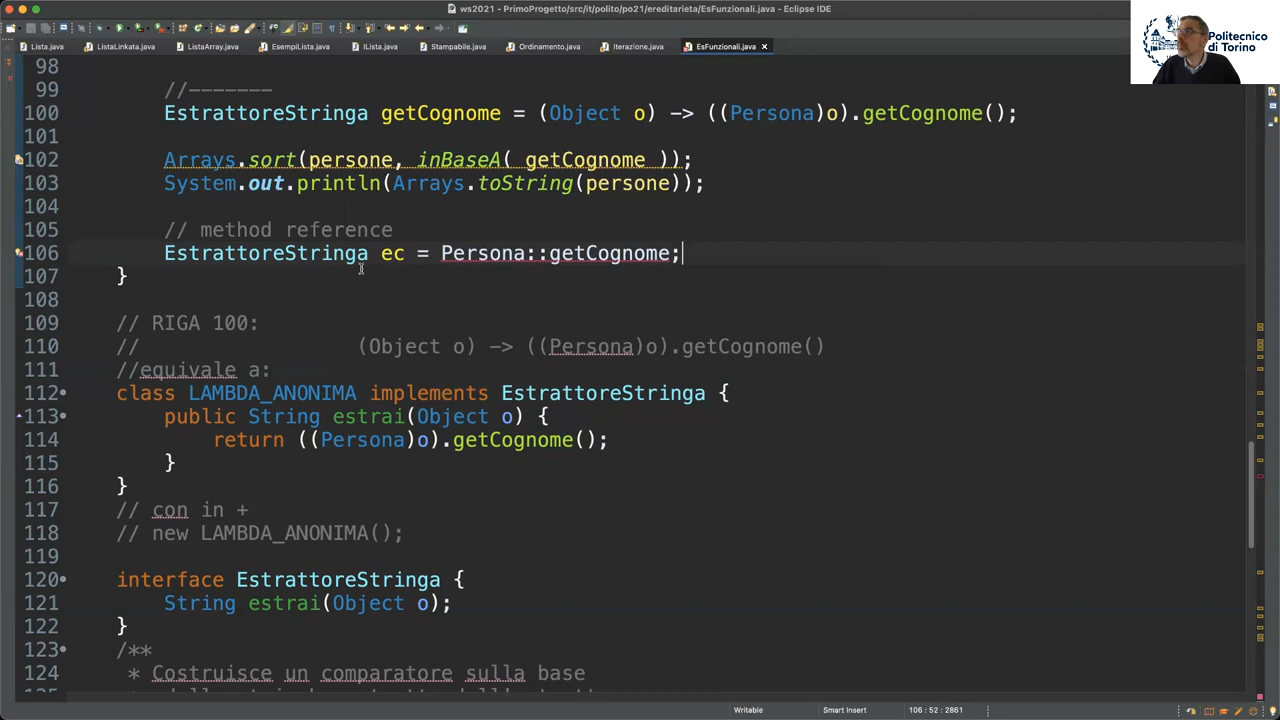 ws2021 - PrimoProgetto/src/it/polito/po21/ereditarieta/EsFunzionali.java - Eclipse IDE
Lista.java ListaLinkata.java ListaArray.java EsempiLista.java ILista.java Stampabile.java Ordinamento.java Iterazione.java EsFunzionali.java
Politecnico
di Torino
98
99 //-------
100 EstrattoreStringa getCognome = (Object o) -> ((Persona)o).getCognome();
101
102 Arrays.sort(persone, inBaseA( getCognome ));
103 System.out.println(Arrays.toString(persone));
104
105 // method reference
106 EstrattoreStringa ec = Persona::getCognome;
107 }
108
109 // RIGA 100:
110 // (Object o) -> ((Persona)o).getCognome()
111 //equivale a:
112 class LAMBDA_ANONIMA implements EstrattoreStringa {
113 public String estrai(Object o) {
114 return ((Persona)o).getCognome();
115 }
116 }
117 // con in +
118 // new LAMBDA_ANONIMA();
119
120 interface EstrattoreStringa {
121 String estrai(Object o);
122 }
123 /**
124 * Costruisce un comparatore sulla base
Writable Smart Insert 106 : 52 : 2861